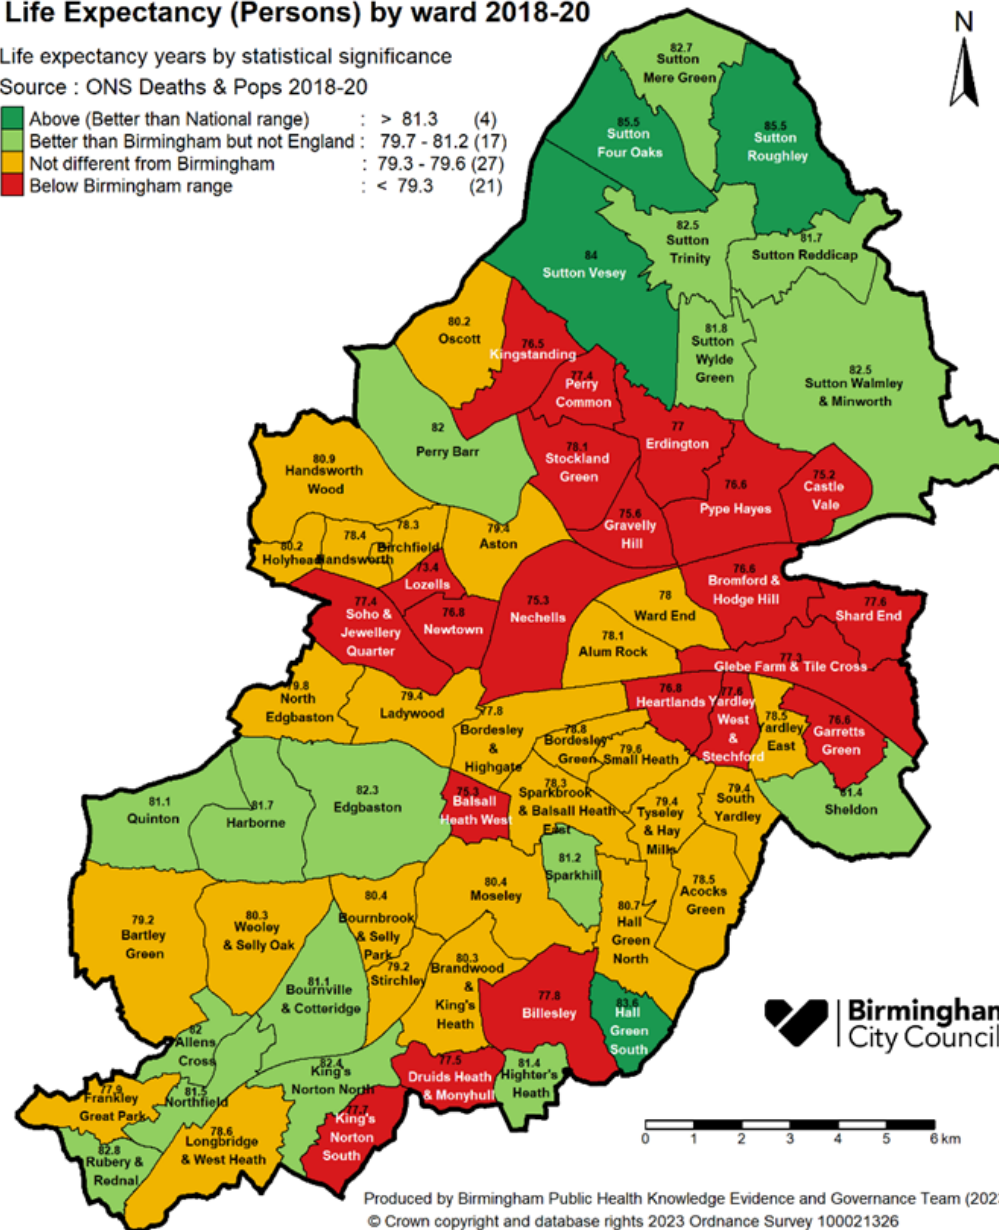 Life Expectancy (Persons) by ward 2018-20
Life expectancy years by statistical significance
Source : ONS Deaths & Pops 2018-20
Above (Better than National range) : > 81.3 (4)
Better than Birmingham but not England : 79.7 - 81.2 (17)
Not different from Birmingham : 79.3 - 79.6 (27)
Below Birmingham range : < 79.3 (21)
N
82.7
Sutton
Mere Green
85.5
Sutton
Four Oaks
85.5
Sutton
Roughley
82.5
Sutton
Trinity
81.7
Sutton Reddicap
84
Sutton Vesey
80.2
Oscott
76.5
Kingstanding
81.8
Sutton
Wylde
Green
82.5
Sutton Walmley
& Minworth
77.4
Perry
Common
82
Perry Barr
77
Erdington
78.1
Stockland
Green
80.9
Handsworth
Wood
76.6
Pype Hayes
75.2
Castle
Vale
75.6
Gravelly
Hill
80.2
Holyhead
78.4
Handsworth
78.3
Birchfield
79.4
Aston
73.4
Lozells
76.6
Bromford &
Hodge Hill
77.6
Shard End
77.4
Soho &
Jewellery
Quarter
76.8
Newtown
75.3
Nechells
78
Ward End
78.1
Alum Rock
77.3
Glebe Farm & Tile Cross
79.8
North
Edgbaston
79.4
Ladywood
77.8
Bordesley
&
Highgate
76.8
Heartlands
77.6
Yardley
West
&
Stechford
78.5
Yardley
East
76.6
Garretts
Green
78.8
Bordesley
Green
79.6
Small Heath
81.1
Quinton
81.7
Harborne
82.3
Edgbaston
75.3
Balsall
Heath West
78.3
Sparkbrook
& Balsall Heath
East
79.4
Tyseley
& Hay
Mills
79.4
South
Yardley
81.4
Sheldon
81.2
Sparkhill
80.4
Moseley
78.5
Acocks
Green
79.2
Bartley
Green
80.3
Weoley
& Selly Oak
80.4
Bournbrook
& Selly
Park
80.7
Hall
Green
North
79.2
Stirchley
80.3
Brandwood
&
King's
Heath
81.1
Bournville
& Cotteridge
77.8
Billesley
83.6
Hall
Green
South
82
Allens
Cross
82.4
King's
Norton North
77.5
Druids Heath
& Monyhull
81.4
Highter's
Heath
77.9
Frankley
Great Park
81.5
Northfield
77.7
King's
Norton
South
78.6
Longbridge
& West Heath
82.8
Rubery &
Rednal
Birmingham
City Council
0 1 2 3 4 5 6 km
Produced by Birmingham Public Health Knowledge Evidence and Governance Team (202
© Crown copyright and database rights 2023 Ordnance Survey 100021326